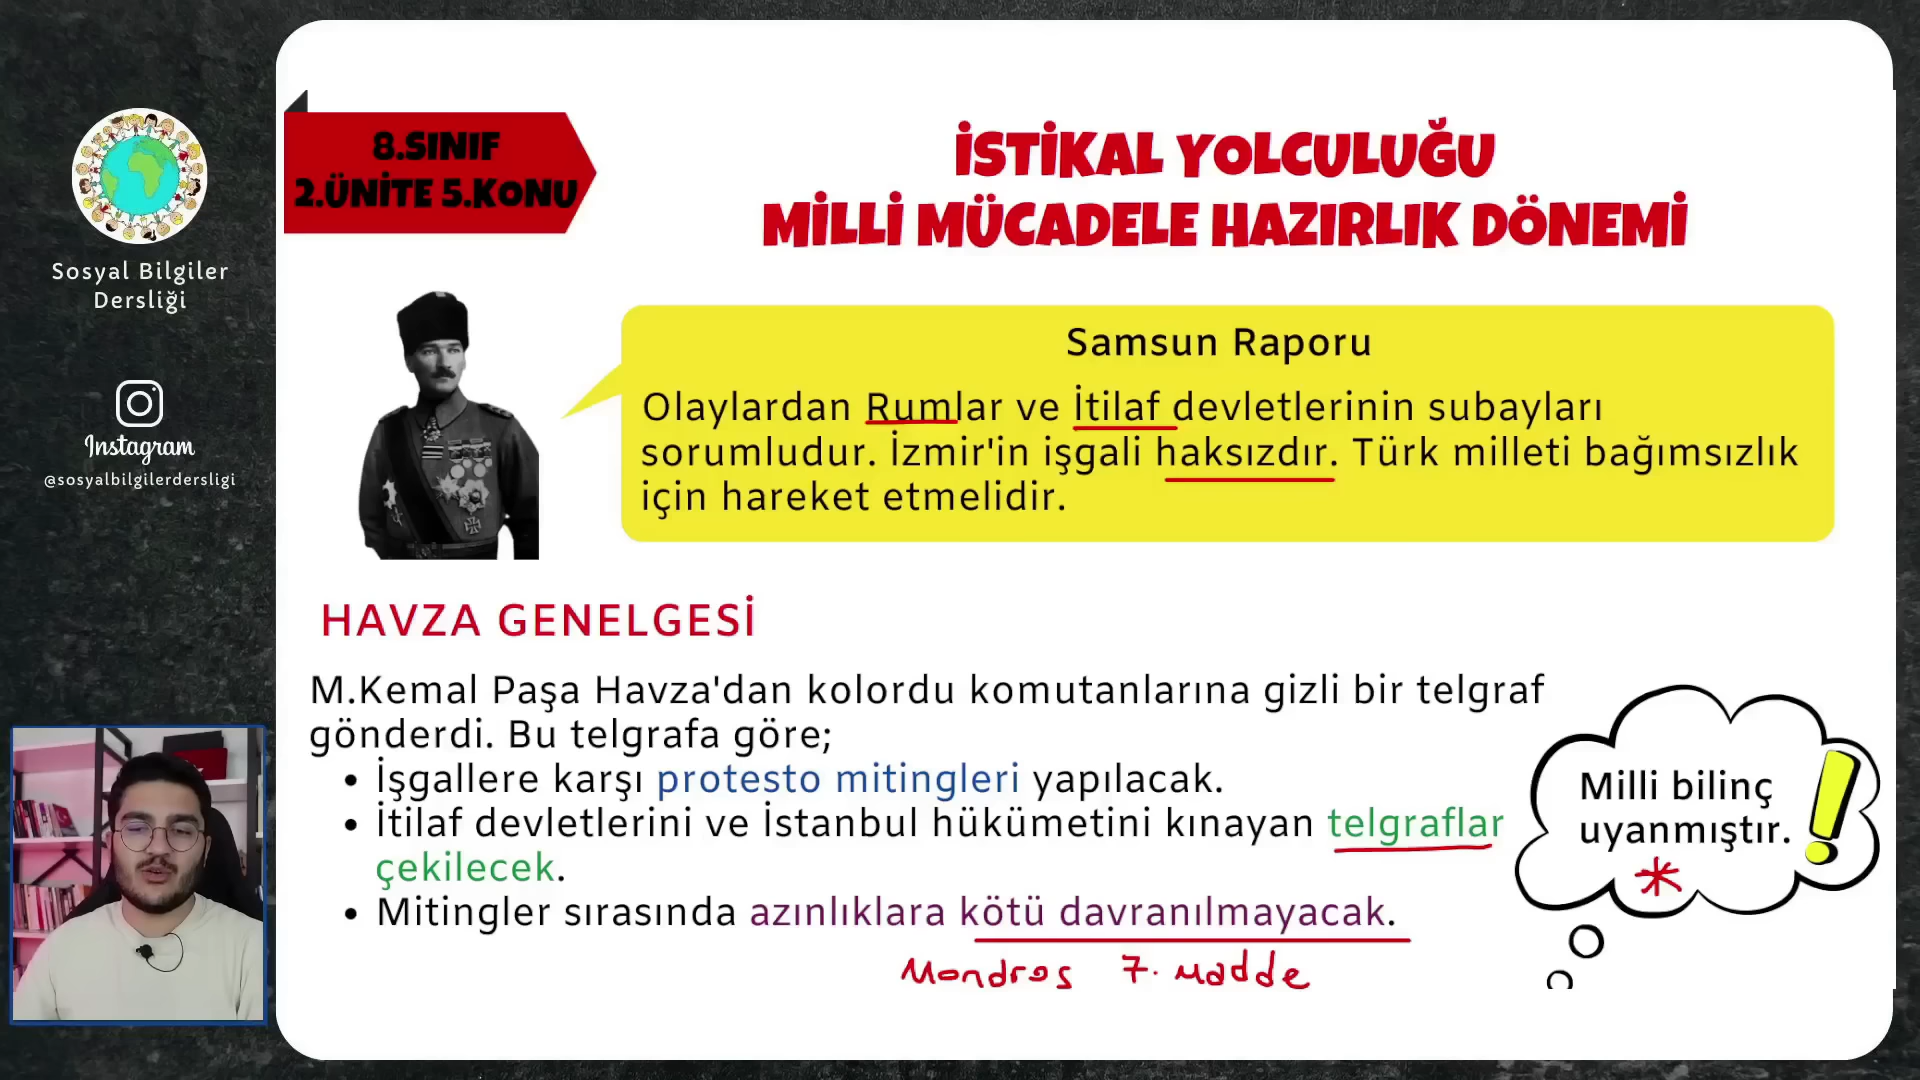 8.SINIF
2.ÜNİTE 5.KONU
İSTİKAL YOLCULUĞU
MİLLİ MÜCADELE HAZIRLIK DÖNEMİ
Sosyal Bilgiler
Dersliği
Instagram
@sosyalbilgilerdersligi
Samsun Raporu
Olaylardan Rumlar ve İtilaf devletlerinin subayları
sorumludur. İzmir'in işgali haksızdır. Türk milleti bağımsızlık
için hareket etmelidir.
HAVZA GENELGESİ
M.Kemal Paşa Havza'dan kolordu komutanlarına gizli bir telgraf
gönderdi. Bu telgrafa göre;
• İşgallere karşı protesto mitingleri yapılacak.
• İtilaf devletlerini ve İstanbul hükümetini kınayan telgraflar
çekilecek.
• Mitingler sırasında azınlıklara kötü davranılmayacak.
Mondros 7. madde
Milli bilinç
uyanmıştır.